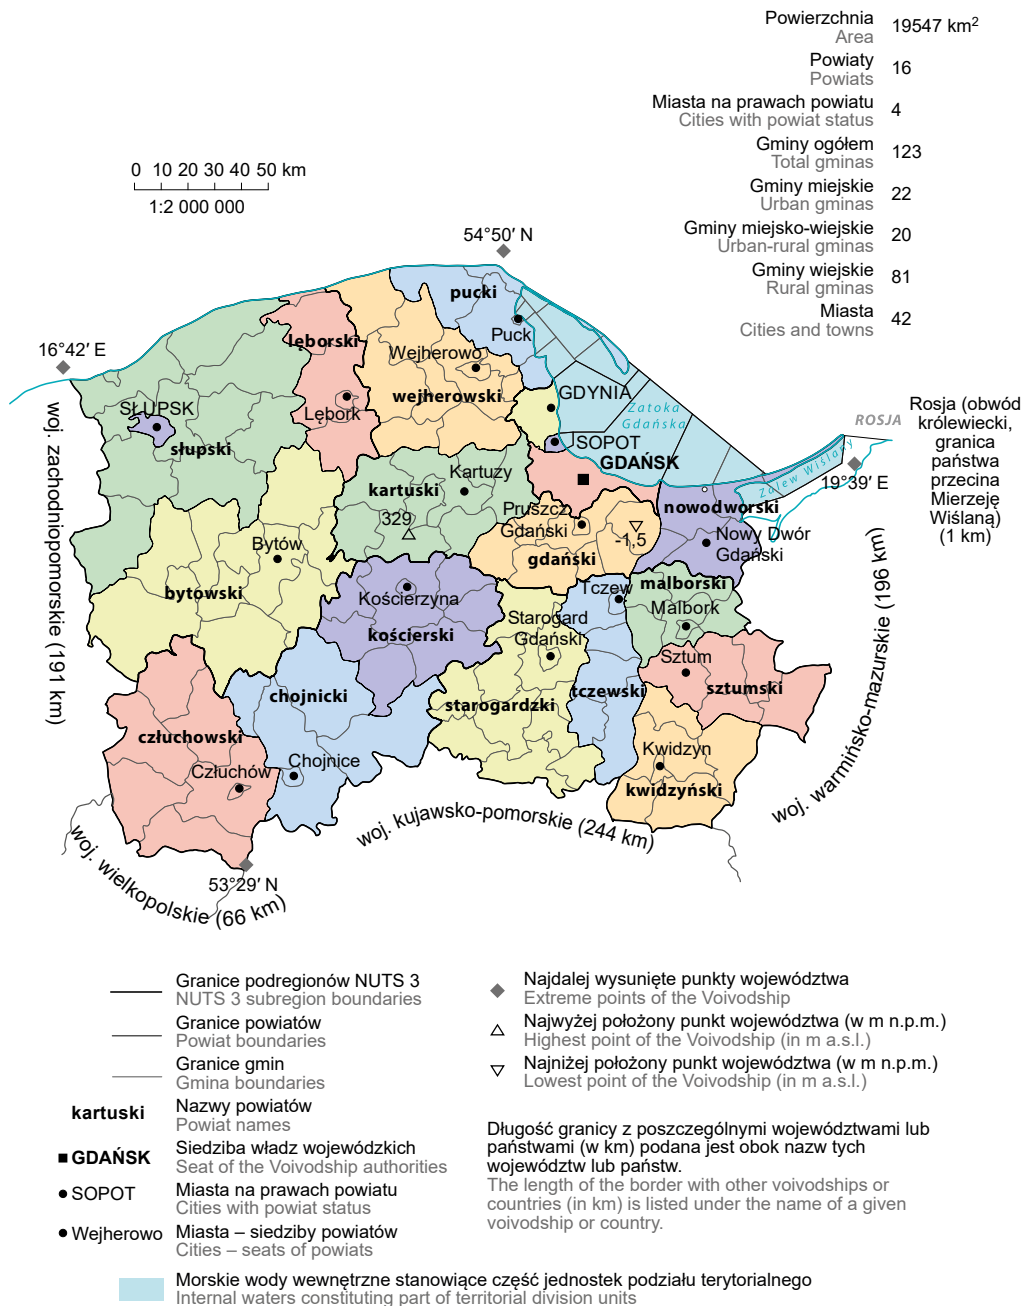 Powierzchnia
Area
19547 km²
Powiaty
Powiats
16
Miasta na prawach powiatu
Cities with powiat status
4
Gminy ogółem
Total gminas
123
Gminy miejskie
Urban gminas
22
Gminy miejsko-wiejskie
Urban-rural gminas
20
Gminy wiejskie
Rural gminas
81
Miasta
Cities and towns
42
0 10 20 30 40 50 km
1:2 000 000
54°50′ N
pucki
Puck
lęborski
Wejherowo
16°42′ E
wejherowski
GDYNIA
Lębork
SŁUPSK
Zatoka
Gdańska
słupski
SOPOT
GDAŃSK
ROSJA
Rosja (obwód
królewiecki,
granica
państwa
przecina
Mierzeję
Wiślaną)
(1 km)
Zalew Wiślany
19°39′ E
Kartuzy
kartuski
329
Pruszcz
Gdański
-1,5
gdański
nowodworski
Nowy Dwór
Gdański
Bytów
bytowski
Kościerzyna
kościerski
Tczew
malborski
Malbork
Starogard
Gdański
Sztum
sztumski
chojnicki
starogardzki
tczewski
człuchowski
Człuchów
Chojnice
Kwidzyn
kwidzyński
53°29′ N
woj. zachodniopomorskie (191 km)
woj. wielkopolskie (66 km)
woj. kujawsko-pomorskie (244 km)
woj. warmińsko-mazurskie (196 km)
Granice podregionów NUTS 3
NUTS 3 subregion boundaries
Granice powiatów
Powiat boundaries
Granice gmin
Gmina boundaries
kartuski
Nazwy powiatów
Powiat names
GDAŃSK
Siedziba władz wojewódzkich
Seat of the Voivodship authorities
SOPOT
Miasta na prawach powiatu
Cities with powiat status
Wejherowo
Miasta – siedziby powiatów
Cities – seats of powiats
Morskie wody wewnętrzne stanowiące część jednostek podziału terytorialnego
Internal waters constituting part of territorial division units
Najdalej wysunięte punkty województwa
Extreme points of the Voivodship
Najwyżej położony punkt województwa (w m n.p.m.)
Highest point of the Voivodship (in m a.s.l.)
Najniżej położony punkt województwa (w m n.p.m.)
Lowest point of the Voivodship (in m a.s.l.)
Długość granicy z poszczególnymi województwami lub
państwami (w km) podana jest obok nazw tych
województw lub państw.
The length of the border with other voivodships or
countries (in km) is listed under the name of a given
voivodship or country.